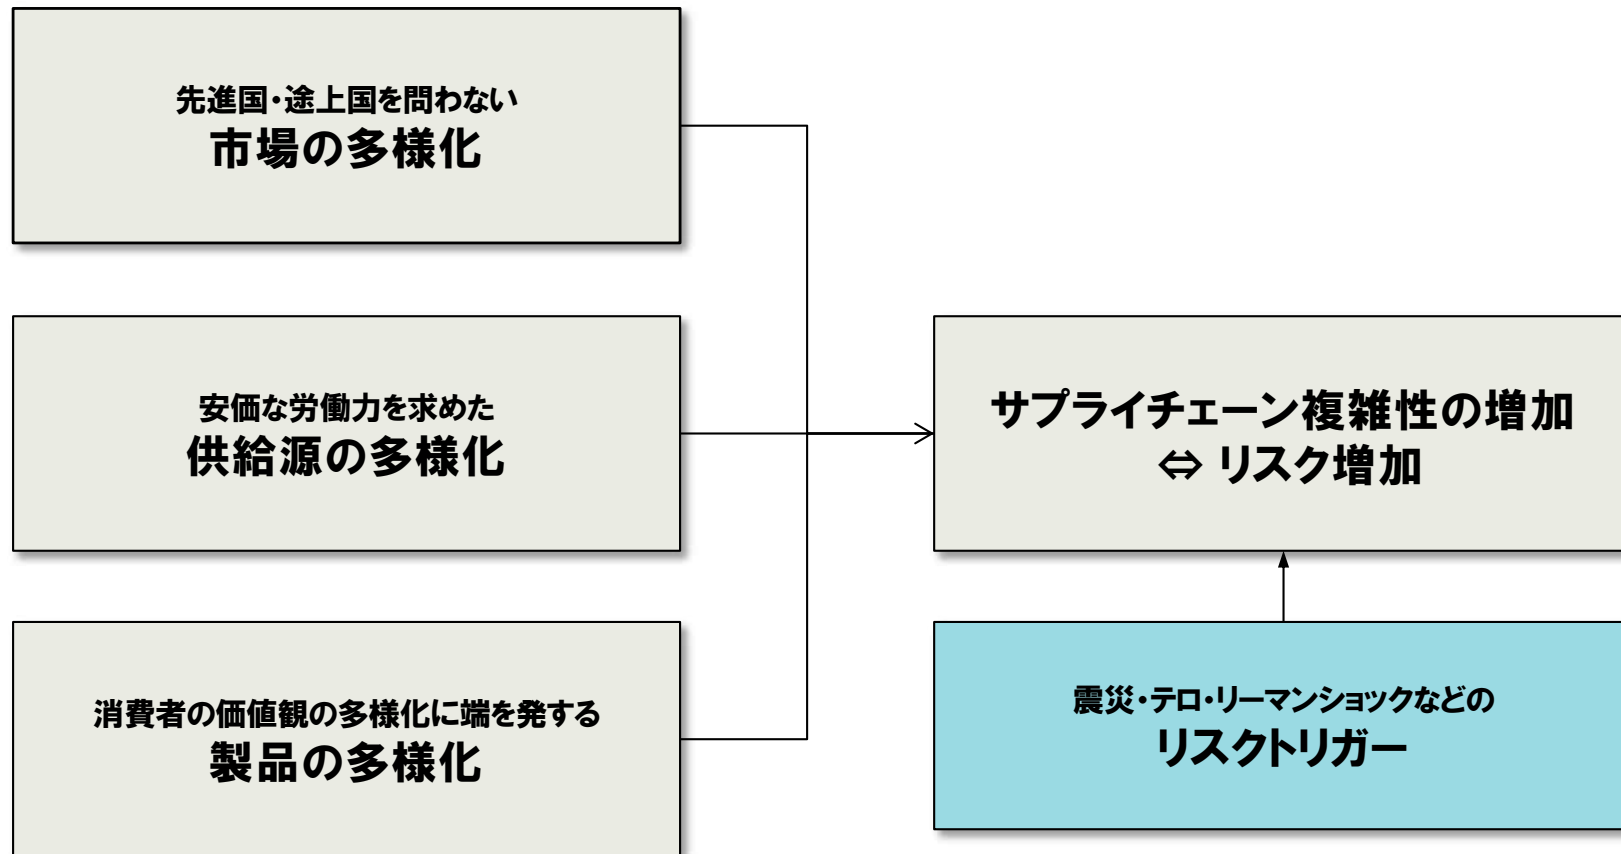 先進国・途上国を問わない
市場の多様化
安価な労働力を求めた
供給源の多様化
消費者の価値観の多様化に端を発する
製品の多様化
サプライチェーン複雑性の増加
⇔ リスク増加
震災・テロ・リーマンショックなどの
リスクトリガー